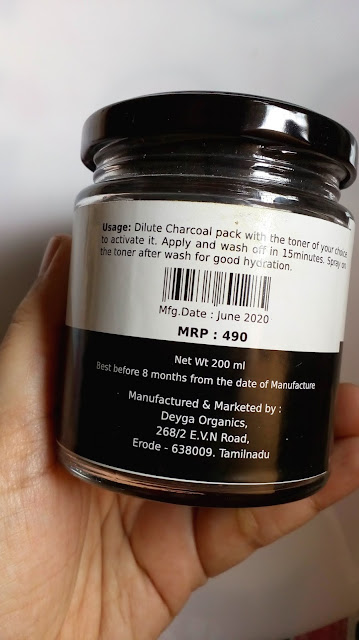 Usage: Dilute Charcoal pack with the toner of your choice
to activate it. Apply and wash off in 15minutes. Spray on
the toner after wash for good hydration.
Mfg.Date : June 2020
MRP : 490
Net Wt 200 ml
Best before 8 months from the date of Manufacture
Manufactured & Marketed by :
Deyga Organics,
268/2 E.V.N Road,
Erode - 638009. Tamilnadu